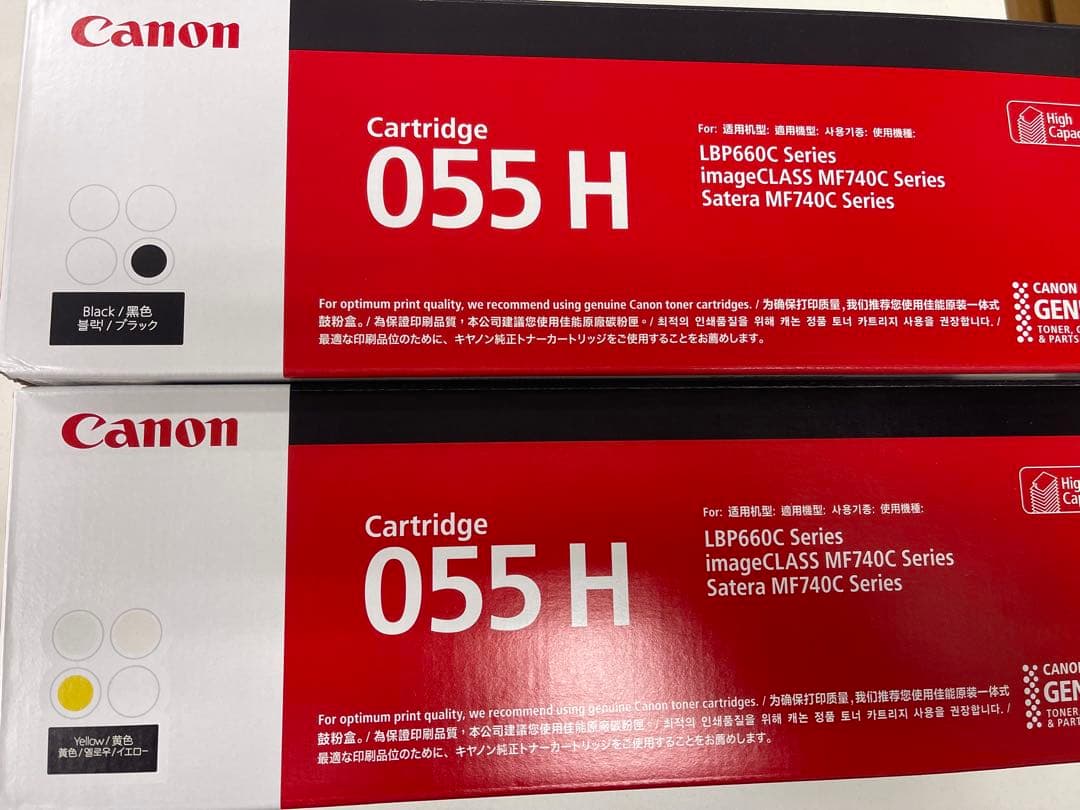 Canon
Cartridge
055 H
For: 适用机型: 適用機型: 사용기종: 使用機種:
LBP660C Series
imageCLASS MF740C Series
Satera MF740C Series
High
Black / 黑色
블랙 / ブラック
For optimum print quality, we recommend using genuine Canon toner cartridges. / 为确保打印质量,我们推荐您使用佳能原装一体式
鼓粉盒。/ 為保證印刷品質,本公司建議您使用佳能原廠碳粉匣。/ 최적의 인쇄품질을 위해 캐논 정품 토너 카트리지 사용을 권장합니다. /
最適な印刷品位のために、キヤノン純正トナーカートリッジをご使用することをお薦めします。
CANON
TONER,
& PARTS
Canon
Cartridge
055 H
For: 适用机型: 適用機型: 사용기종: 使用機種:
LBP660C Series
imageCLASS MF740C Series
Satera MF740C Series
Yellow / 黄色
黃色 / 옐로우 / イエロー
For optimum print quality, we recommend using genuine Canon toner cartridges. / 为确保打印质量,我们推荐您使用佳能原装一体式
鼓粉盒。/ 為保證印刷品質,本公司建議您使用佳能原廠碳粉匣。/ 최적의 인쇄품질을 위해 캐논 정품 토너 카트리지 사용을 권장합니다. /
最適な印刷品位のために、キヤノン純正トナーカートリッジをご使用することをお薦めします。
TONER